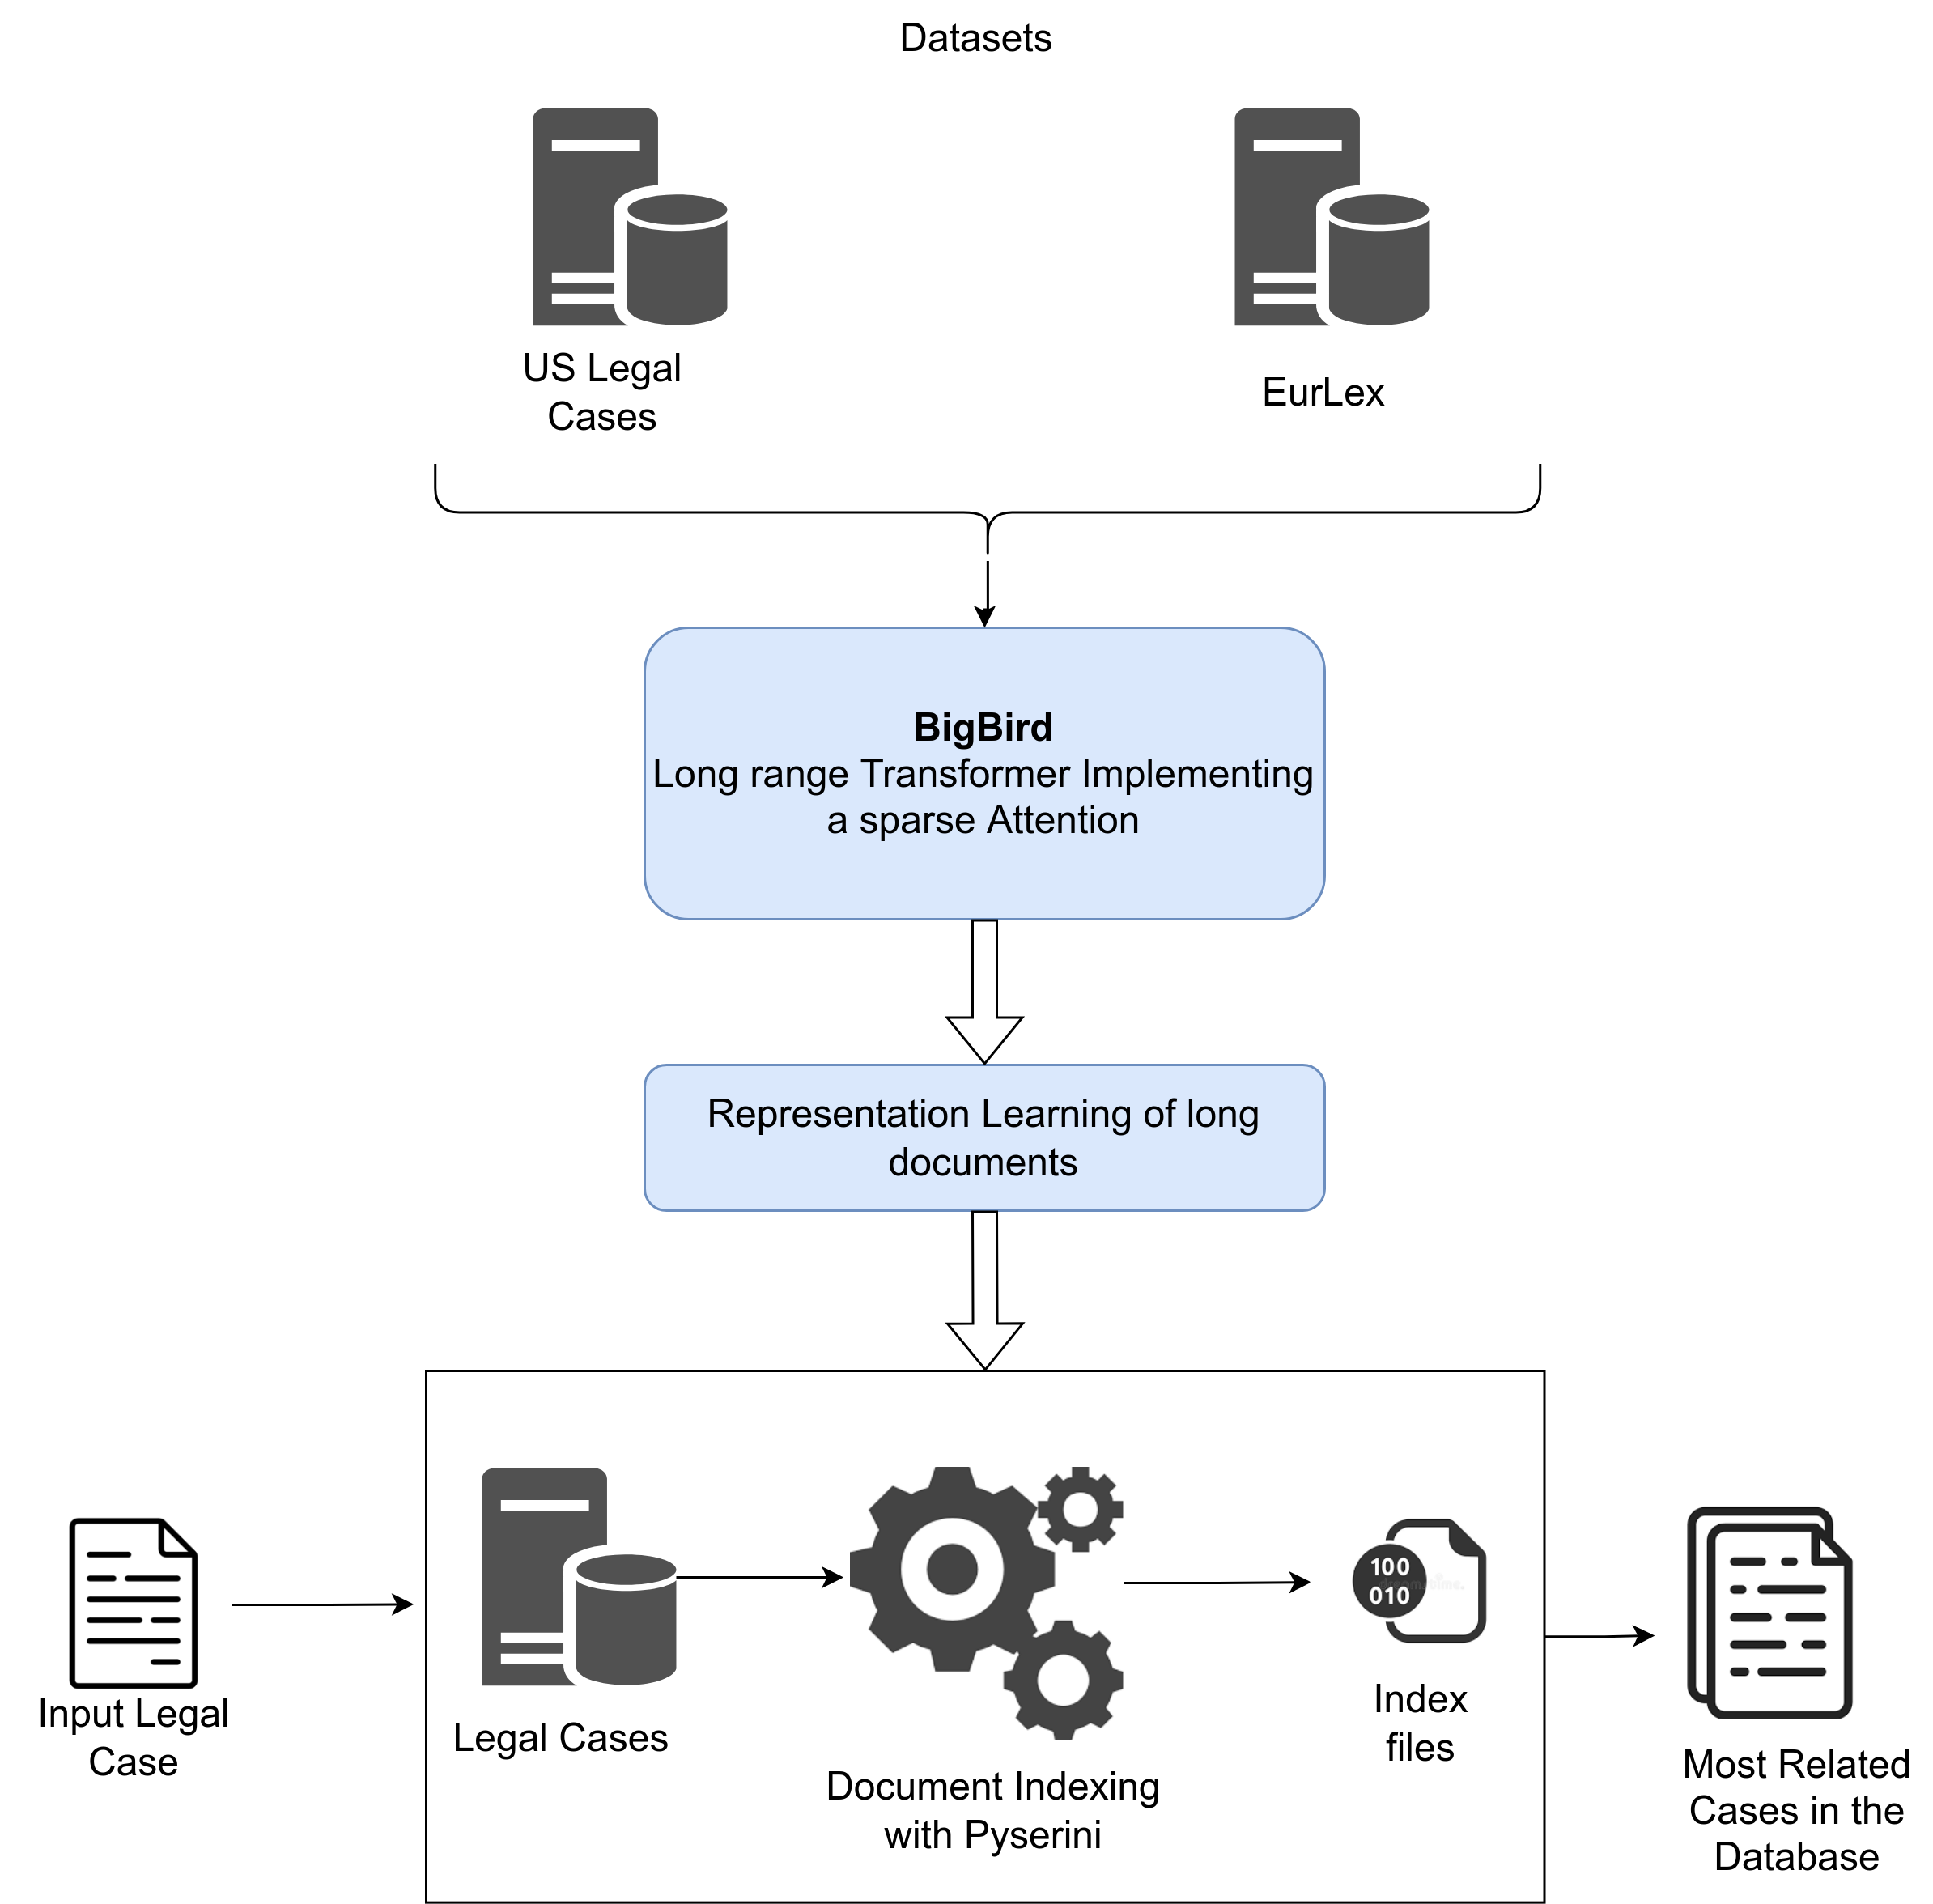 Datasets
US Legal
Cases
EurLex
BigBird
Long range Transformer Implementing
a sparse Attention
Representation Learning of long
documents
Input Legal
Case
Legal Cases
Document Indexing
with Pyserini
100
010
Index
files
Most Related
Cases in the
Database